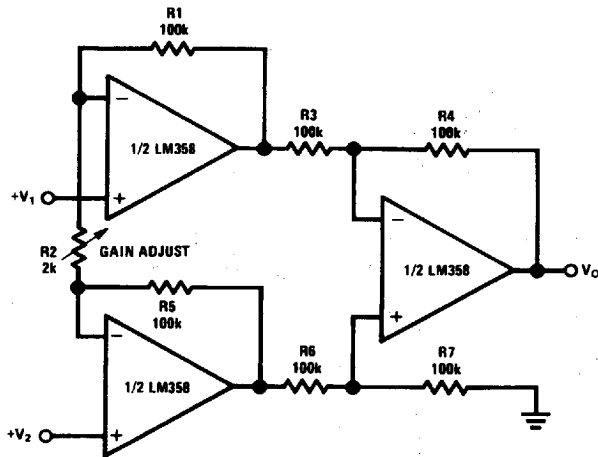 R1
100k
1/2 LM358
+V1
R2
2k
GAIN ADJUST
R3
100k
R4
100k
1/2 LM358
VO
R5
100k
1/2 LM358
+V2
R6
100k
R7
100k